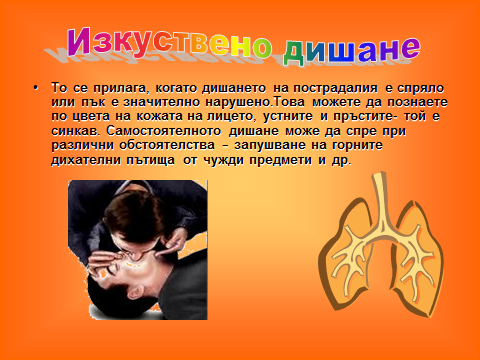 Изкуствено дишане
• То се прилага, когато дишането на пострадалия е спряло
или пък е значително нарушено.Това можете да познаете
по цвета на кожата на лицето, устните и пръстите- той е
синкав. Самостоятелното дишане може да спре при
различни обстоятелства – запушване на горните
дихателни пътища от чужди предмети и др.